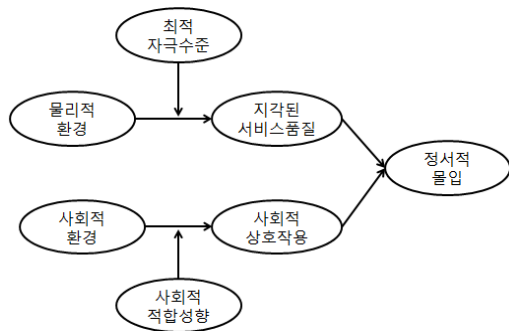 최적
자극수준
물리적
환경
지각된
서비스품질
정서적
몰입
사회적
환경
사회적
상호작용
사회적
적합성향